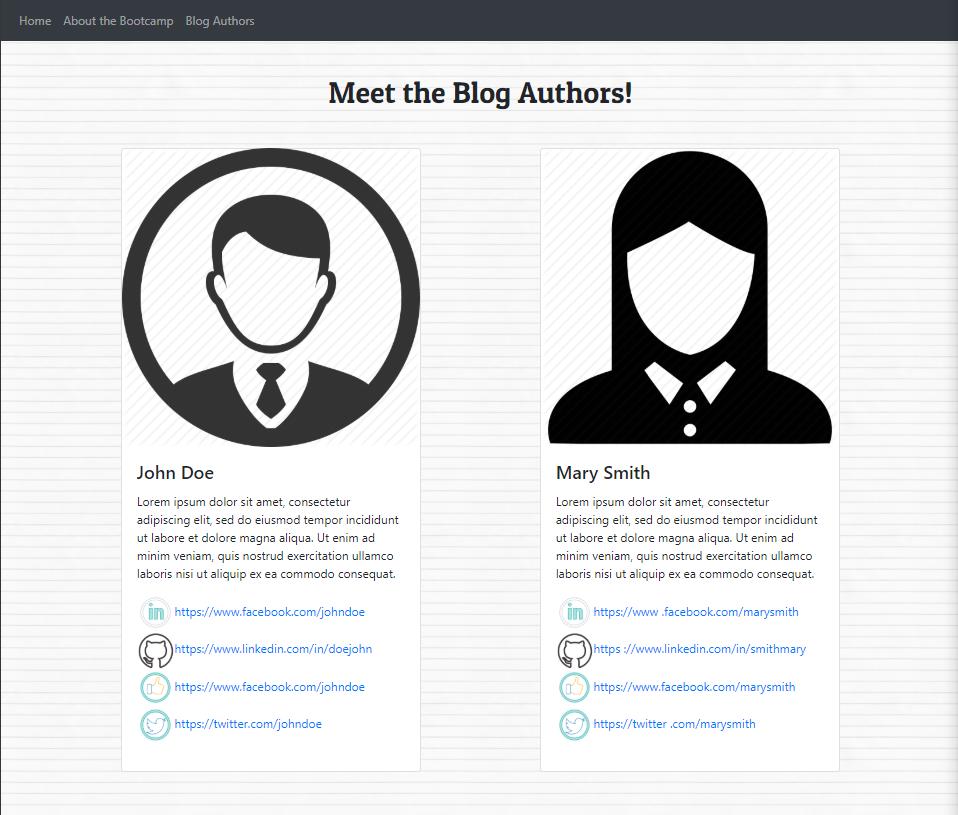 Home About the Bootcamp Blog Authors
Meet the Blog Authors!
John Doe
Lorem ipsum dolor sit amet, consectetur
adipiscing elit, sed do eiusmod tempor incididunt
ut labore et dolore magna aliqua. Ut enim ad
minim veniam, quis nostrud exercitation ullamco
laboris nisi ut aliquip ex ea commodo consequat.
in https://www.facebook.com/johndoe
https://www.linkedin.com/in/doejohn
https://www.facebook.com/johndoe
https://twitter.com/johndoe
Mary Smith
Lorem ipsum dolor sit amet, consectetur
adipiscing elit, sed do eiusmod tempor incididunt
ut labore et dolore magna aliqua. Ut enim ad
minim veniam, quis nostrud exercitation ullamco
laboris nisi ut aliquip ex ea commodo consequat.
in https://www .facebook.com/marysmith
https ://www.linkedin.com/in/smithmary
https://www.facebook.com/marysmith
https://twitter .com/marysmith